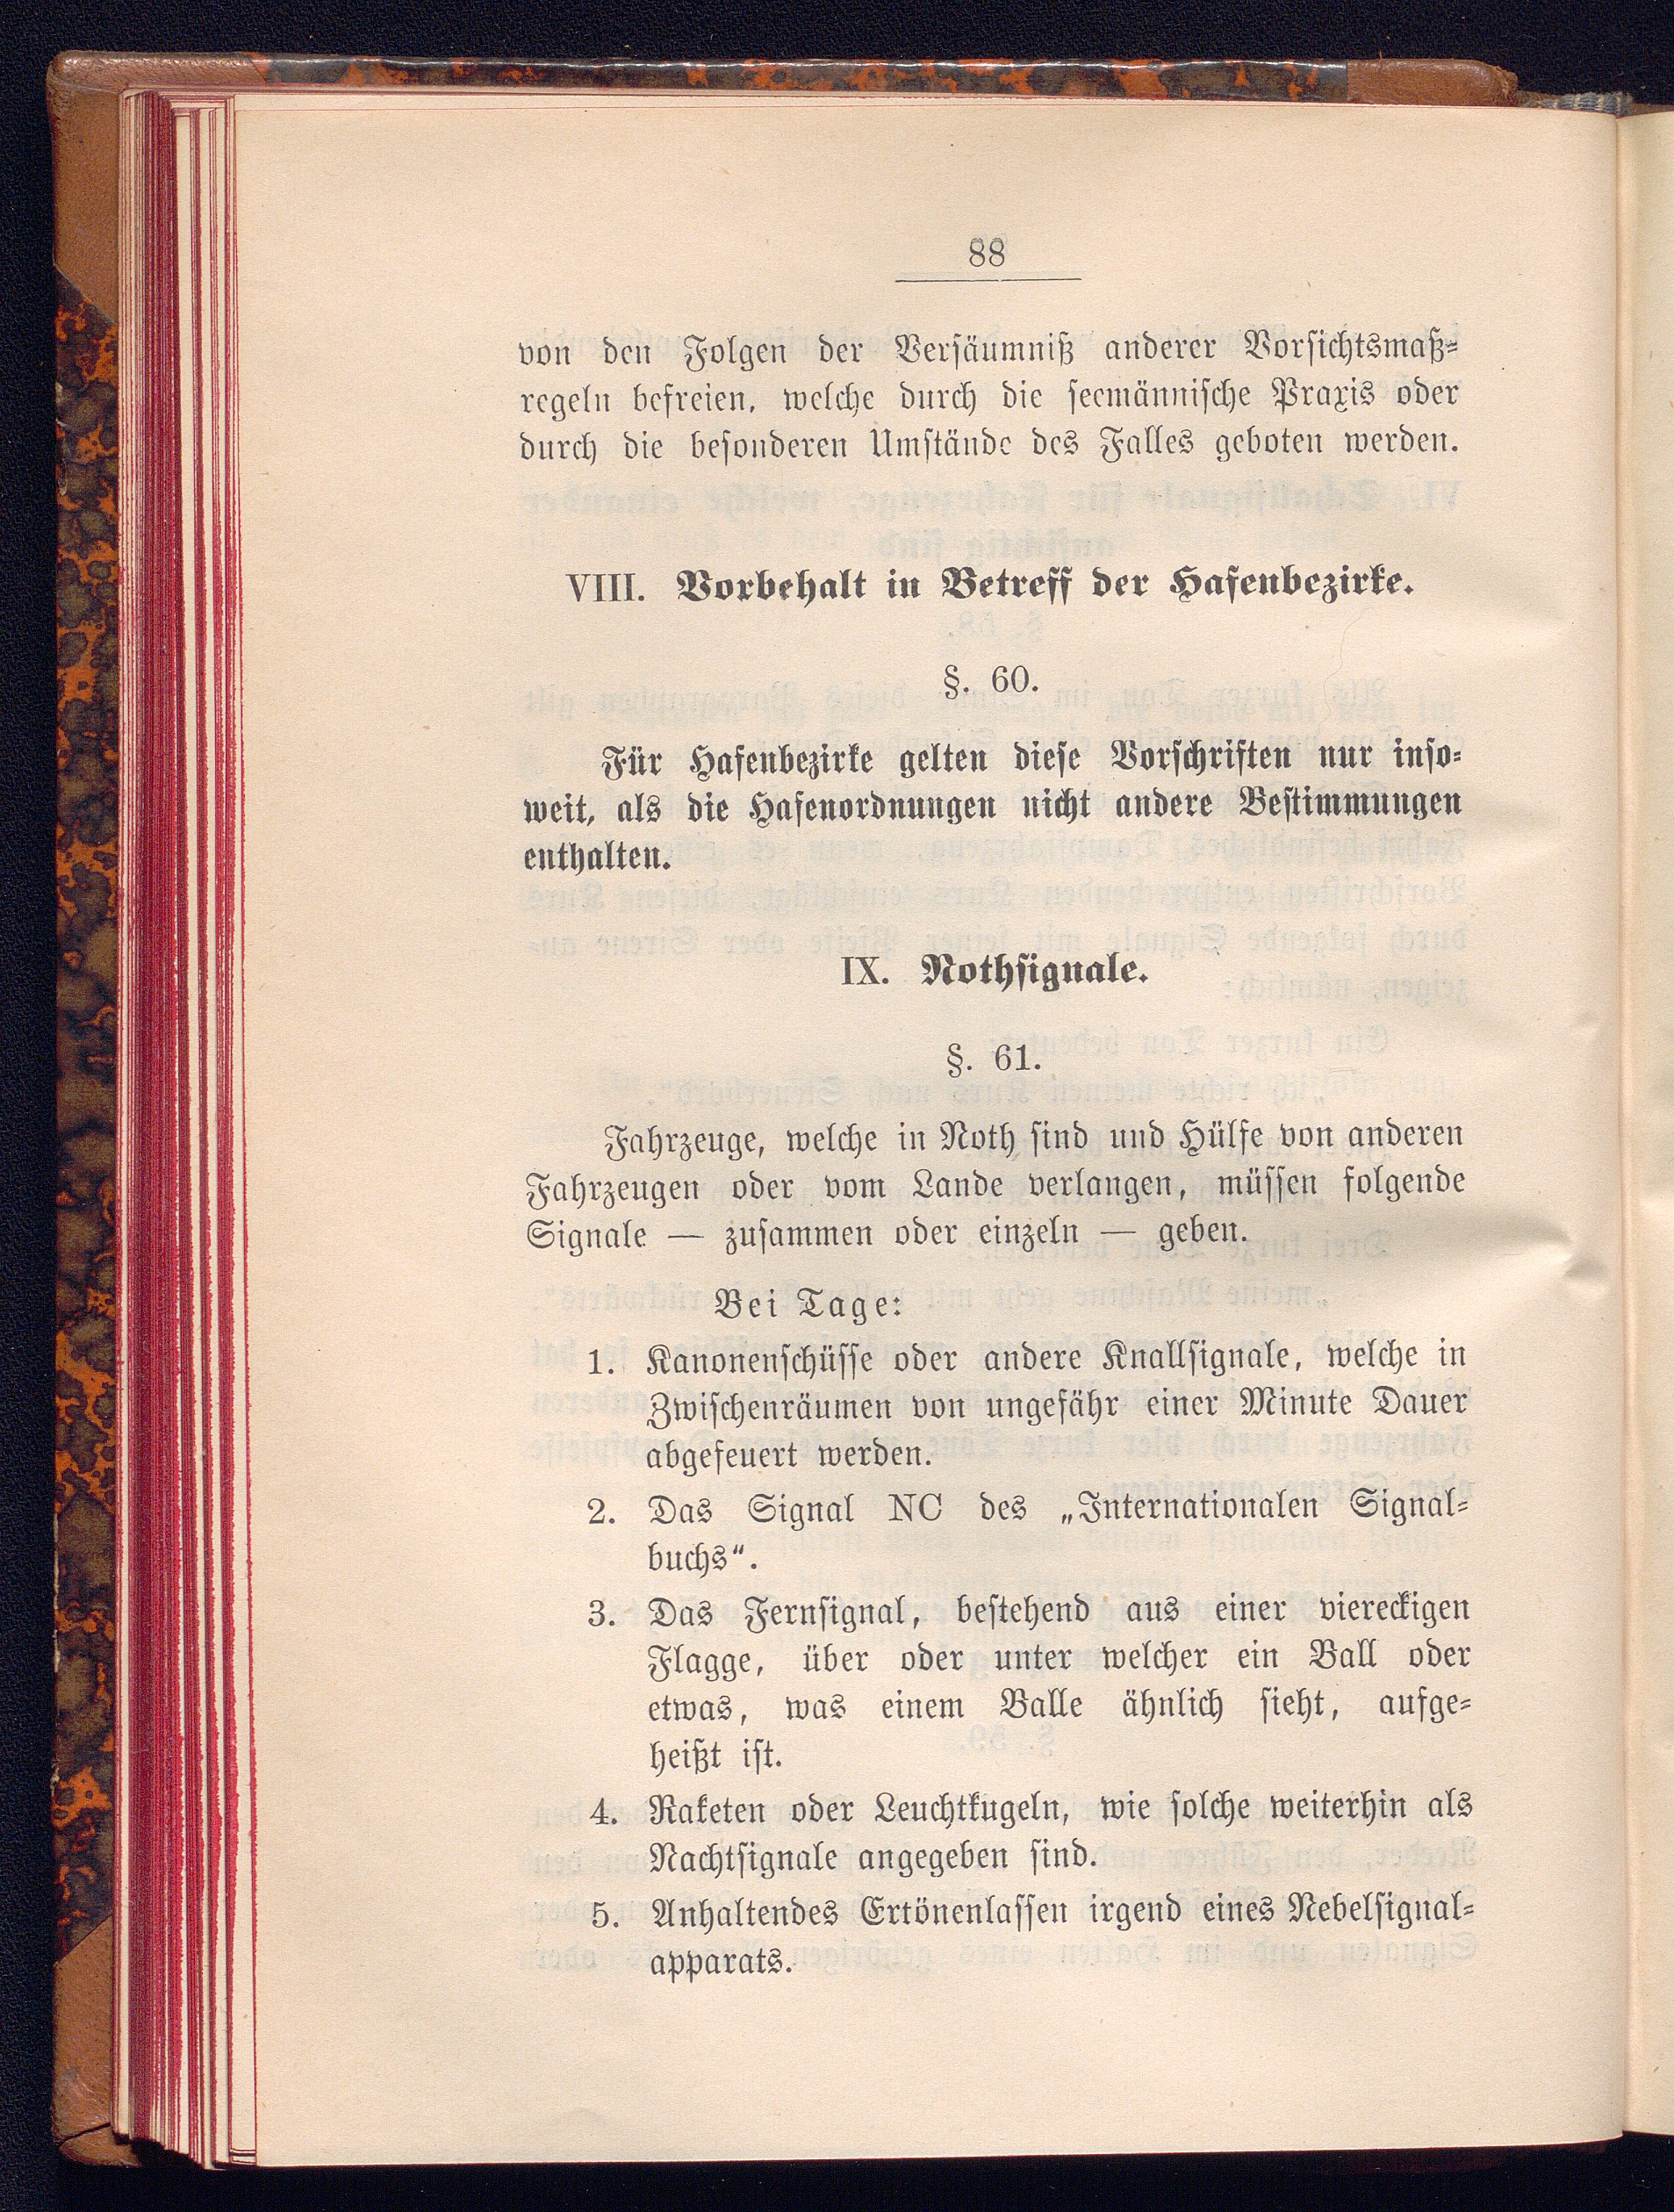 88
von den Folgen der Versäumniß anderer Vorsichtsmaß-
regeln befreien, welche durch die seemännische Praxis oder
durch die besonderen Umstände des Falles geboten werden.
VIII. Vorbehalt in Betreff der Hafenbezirke.
§. 60.
Für Hafenbezirke gelten diese Vorschriften nur inso-
weit, als die Hafenordnungen nicht andere Bestimmungen
enthalten.
IX. Nothsignale.
§. 61.
Fahrzeuge, welche in Noth sind und Hülfe von anderen
Fahrzeugen oder vom Lande verlangen, müssen folgende
Signale — zusammen oder einzeln — geben.
Bei Tage:
1. Kanonenschüsse oder andere Knallsignale, welche in
Zwischenräumen von ungefähr einer Minute Dauer
abgefeuert werden.
2. Das Signal NC des „Internationalen Signal-
buchs“.
3. Das Fernsignal, bestehend aus einer viereckigen
Flagge, über oder unter welcher ein Ball oder
etwas, was einem Balle ähnlich sieht, aufge-
heißt ist.
4. Raketen oder Leuchtkugeln, wie solche weiterhin als
Nachtsignale angegeben sind.
5. Anhaltendes Ertönenlassen irgend eines Nebelsignal-
apparats.